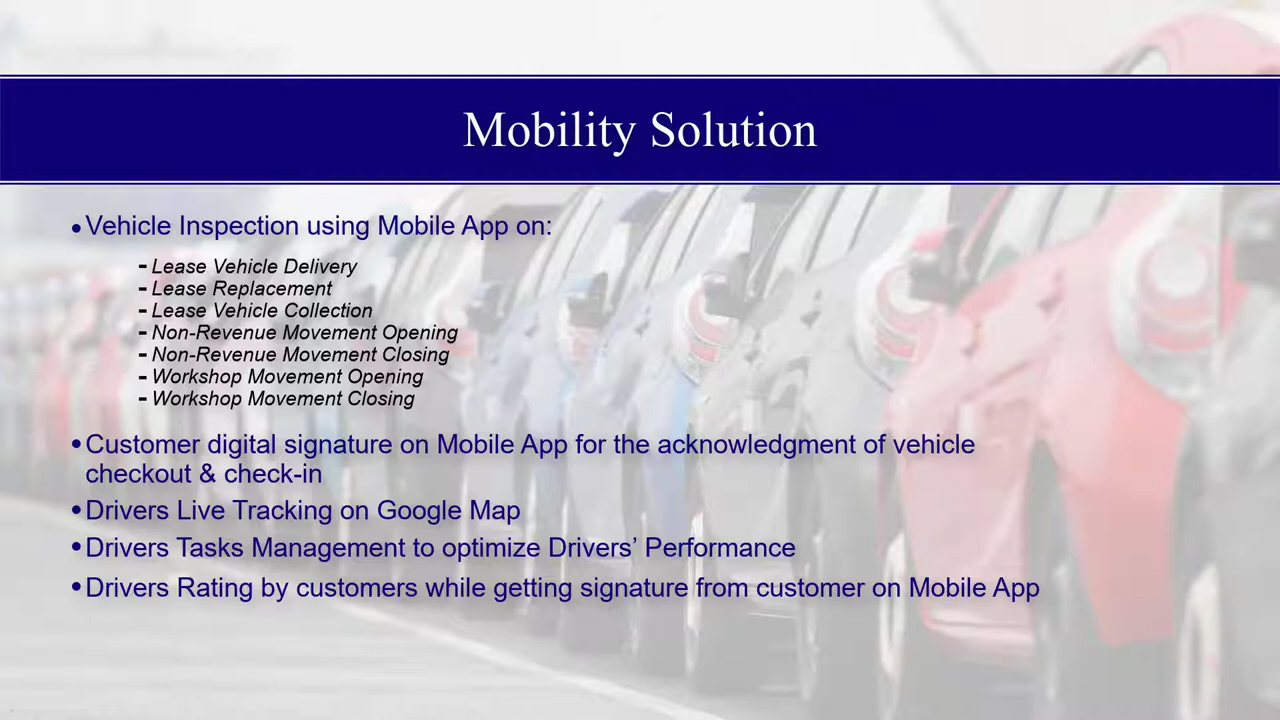 Mobility Solution
• Vehicle Inspection using Mobile App on:
- Lease Vehicle Delivery
- Lease Replacement
- Lease Vehicle Collection
- Non-Revenue Movement Opening
- Non-Revenue Movement Closing
- Workshop Movement Opening
- Workshop Movement Closing
• Customer digital signature on Mobile App for the acknowledgment of vehicle
checkout & check-in
• Drivers Live Tracking on Google Map
• Drivers Tasks Management to optimize Drivers’ Performance
• Drivers Rating by customers while getting signature from customer on Mobile App